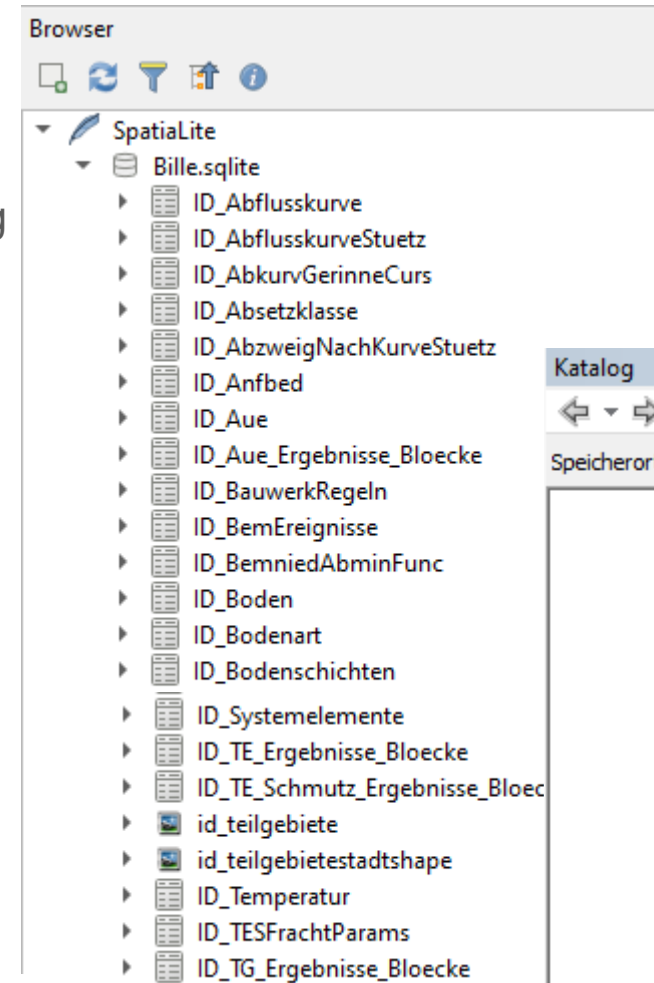 Browser
SpatiaLite
Bille.sqlite
ID_Abflusskurve
ID_AbflusskurveStuetz
ID_AbkurvGerinneCurs
ID_Absetzklasse
ID_AbzweigNachKurveStuetz
ID_Anfbed
ID_Aue
ID_Aue_Ergebnisse_Bloecke
ID_BauwerkRegeln
ID_BemEreignisse
ID_BemniedAbminFunc
ID_Boden
ID_Bodenart
ID_Bodenschichten
ID_Systemelemente
ID_TE_Ergebnisse_Bloecke
ID_TE_Schmutz_Ergebnisse_Bloec
id_teilgebiete
id_teilgebietestadtshape
ID_Temperatur
ID_TESFrachtParams
ID_TG_Ergebnisse_Bloecke
g
Katalog
Speicheror